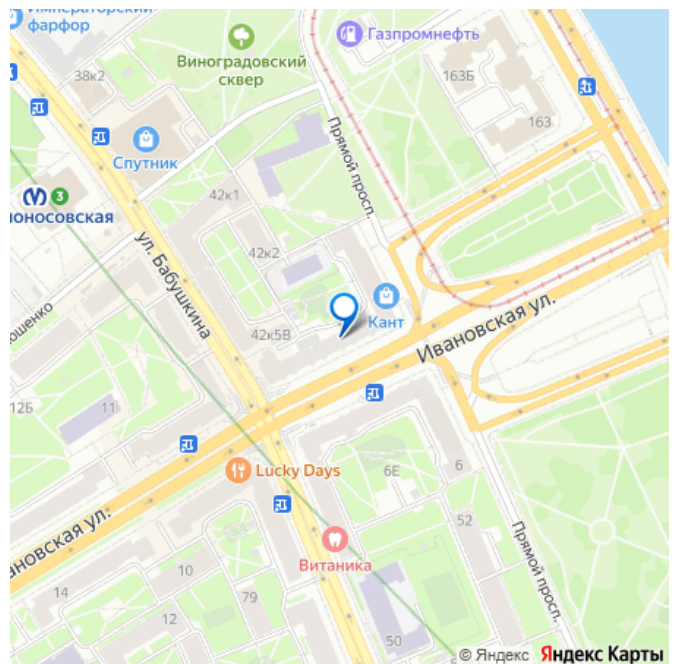 Императорский
фарфор
Газпромнефть
Виноградовский
сквер
38к2
163Б
163
Спутник
Прямой просп.
3
моносовская
42к1
ул. Бабушкина
42к2
Кант
Ивановская ул.
ошенко
42к5В
12Б
11
Lucky Days
6Е
6
52
ановская ул.
Прямой просп.
Витаника
10
14
12
79
50
© Яндекс Яндекс Карты